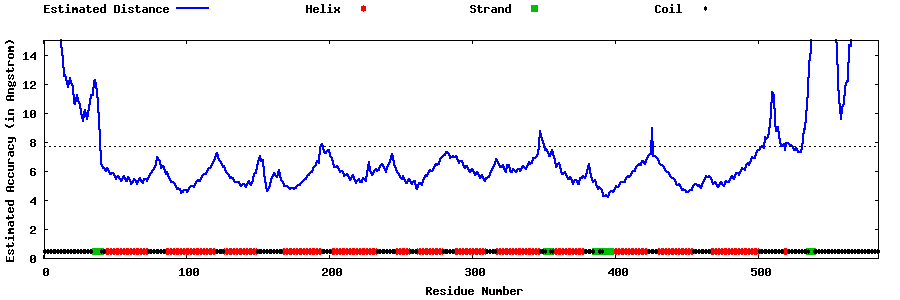 Estimated Distance Helix Strand Coil
Estimated Accuracy (in Angstrom)
14
12
10
8
6
4
2
0
0 100 200 300 400 500
Residue Number